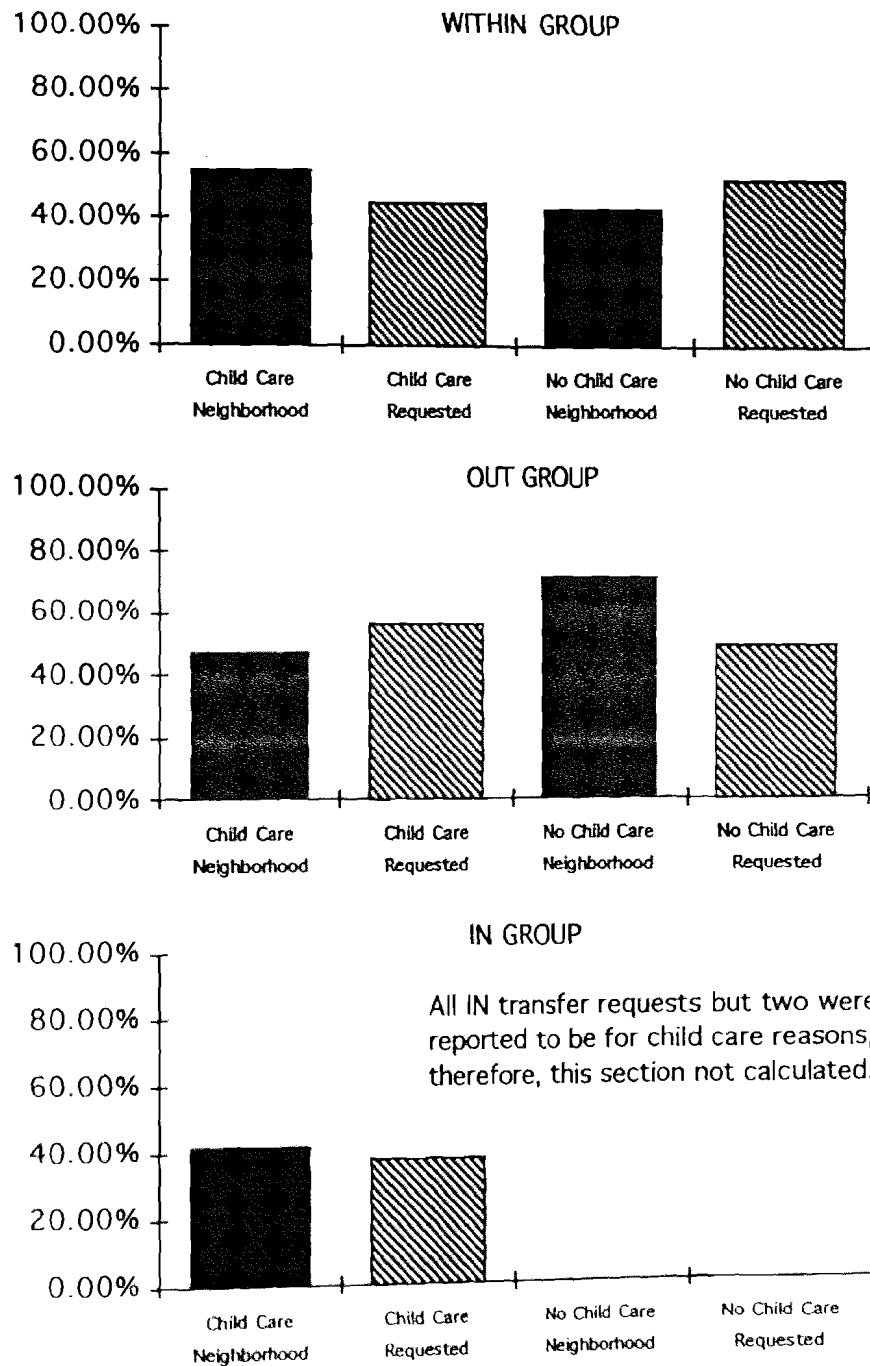 WITHIN GROUP
100.00%
80.00%
60.00%
40.00%
20.00%
0.00%
Child Care Child Care No Child Care No Child Care
Neighborhood Requested Neighborhood Requested
OUT GROUP
100.00%
80.00%
60.00%
40.00%
20.00%
0.00%
Child Care Child Care No Child Care No Child Care
Neighborhood Requested Neighborhood Requested
IN GROUP
100.00%
80.00%
60.00%
40.00%
20.00%
0.00%
All IN transfer requests but two were
reported to be for child care reasons,
therefore, this section not calculated.
Child Care Child Care No Child Care No Child Care
Neighborhood Requested Neighborhood Requested